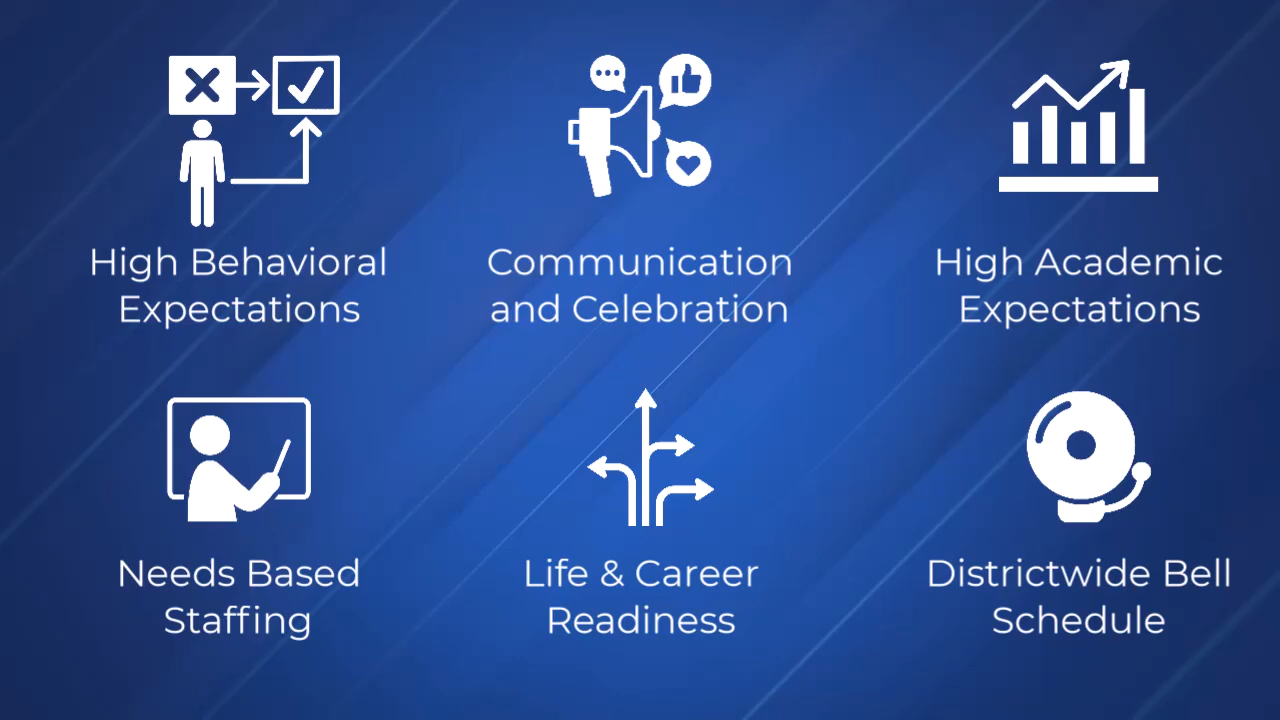 High Behavioral
Expectations
Communication
and Celebration
High Academic
Expectations
Needs Based
Staffing
Life & Career
Readiness
Districtwide Bell
Schedule